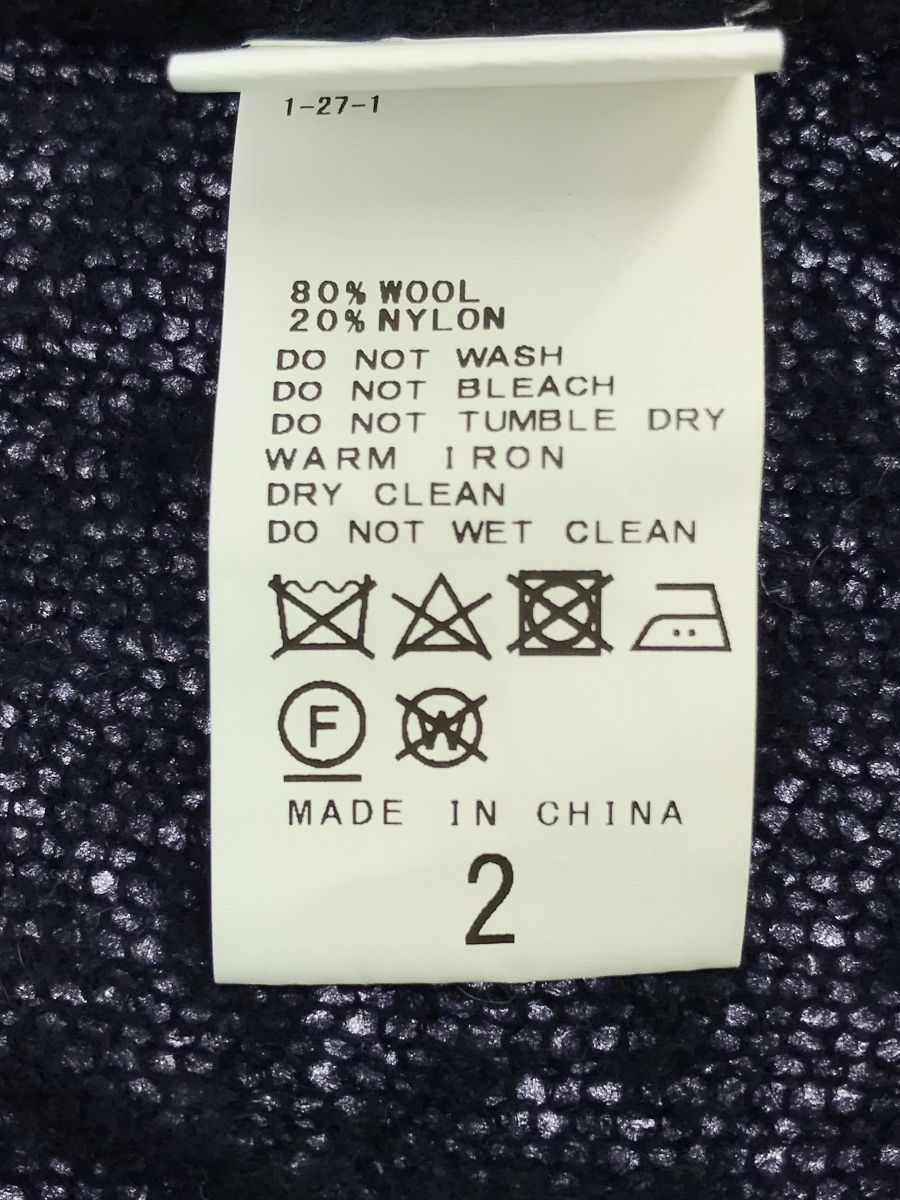 1-27-1
80% WOOL
20% NYLON
DO NOT WASH
DO NOT BLEACH
DO NOT TUMBLE DRY
WARM IRON
DRY CLEAN
DO NOT WET CLEAN
F W
MADE IN CHINA
2